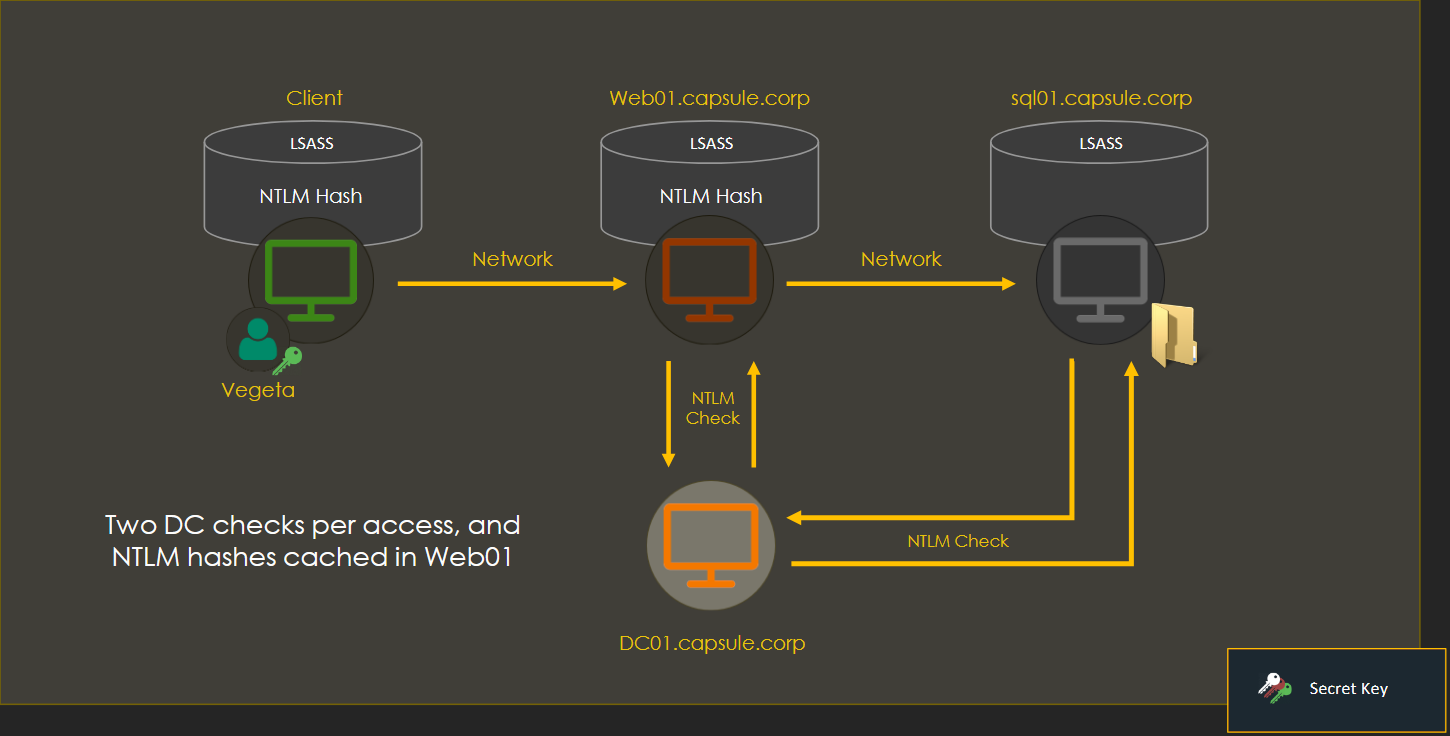 Client
Web01.capsule.corp
sql01.capsule.corp
LSASS
LSASS
LSASS
NTLM Hash
NTLM Hash
Network
Network
Vegeta
NTLM
Check
Two DC checks per access, and
NTLM hashes cached in Web01
NTLM Check
DC01.capsule.corp
Secret Key